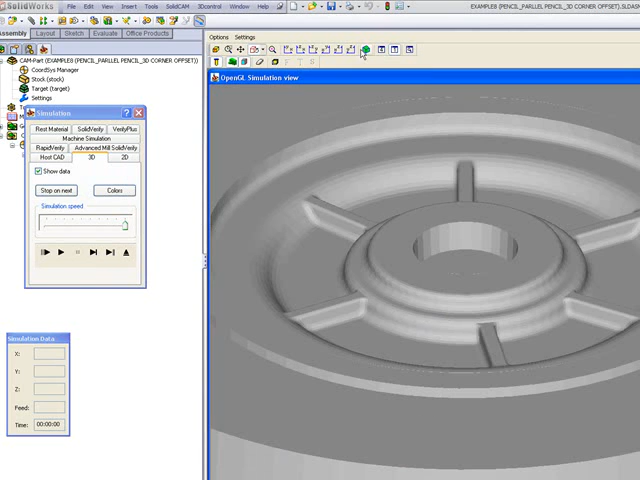 SolidWorks
File Edit View Insert Tools SolidCAM Window Help
EXAMPLE8 (PENCIL_PARLLEL PENCIL_3D CORNER OFFSET).SLDASM
Assembly Layout Sketch Evaluate Office Products
Options Settings
CAM-Part (EXAMPLE8 (PENCIL_PARLLEL PENCIL_3D CORNER OFFSET)
CoordSys Manager
Stock (stock)
Target (target)
Settings
OpenGL Simulation view
Simulation
Rest Material SolidVerify VerifyPlus
Machine Simulation
RapidVerify Advanced Mill SolidVerify
Host CAD 3D 2D
Show data
Stop on next Colors
Simulation speed
Simulation Data
X:
Y:
Z:
Feed:
Time: 00:00:00